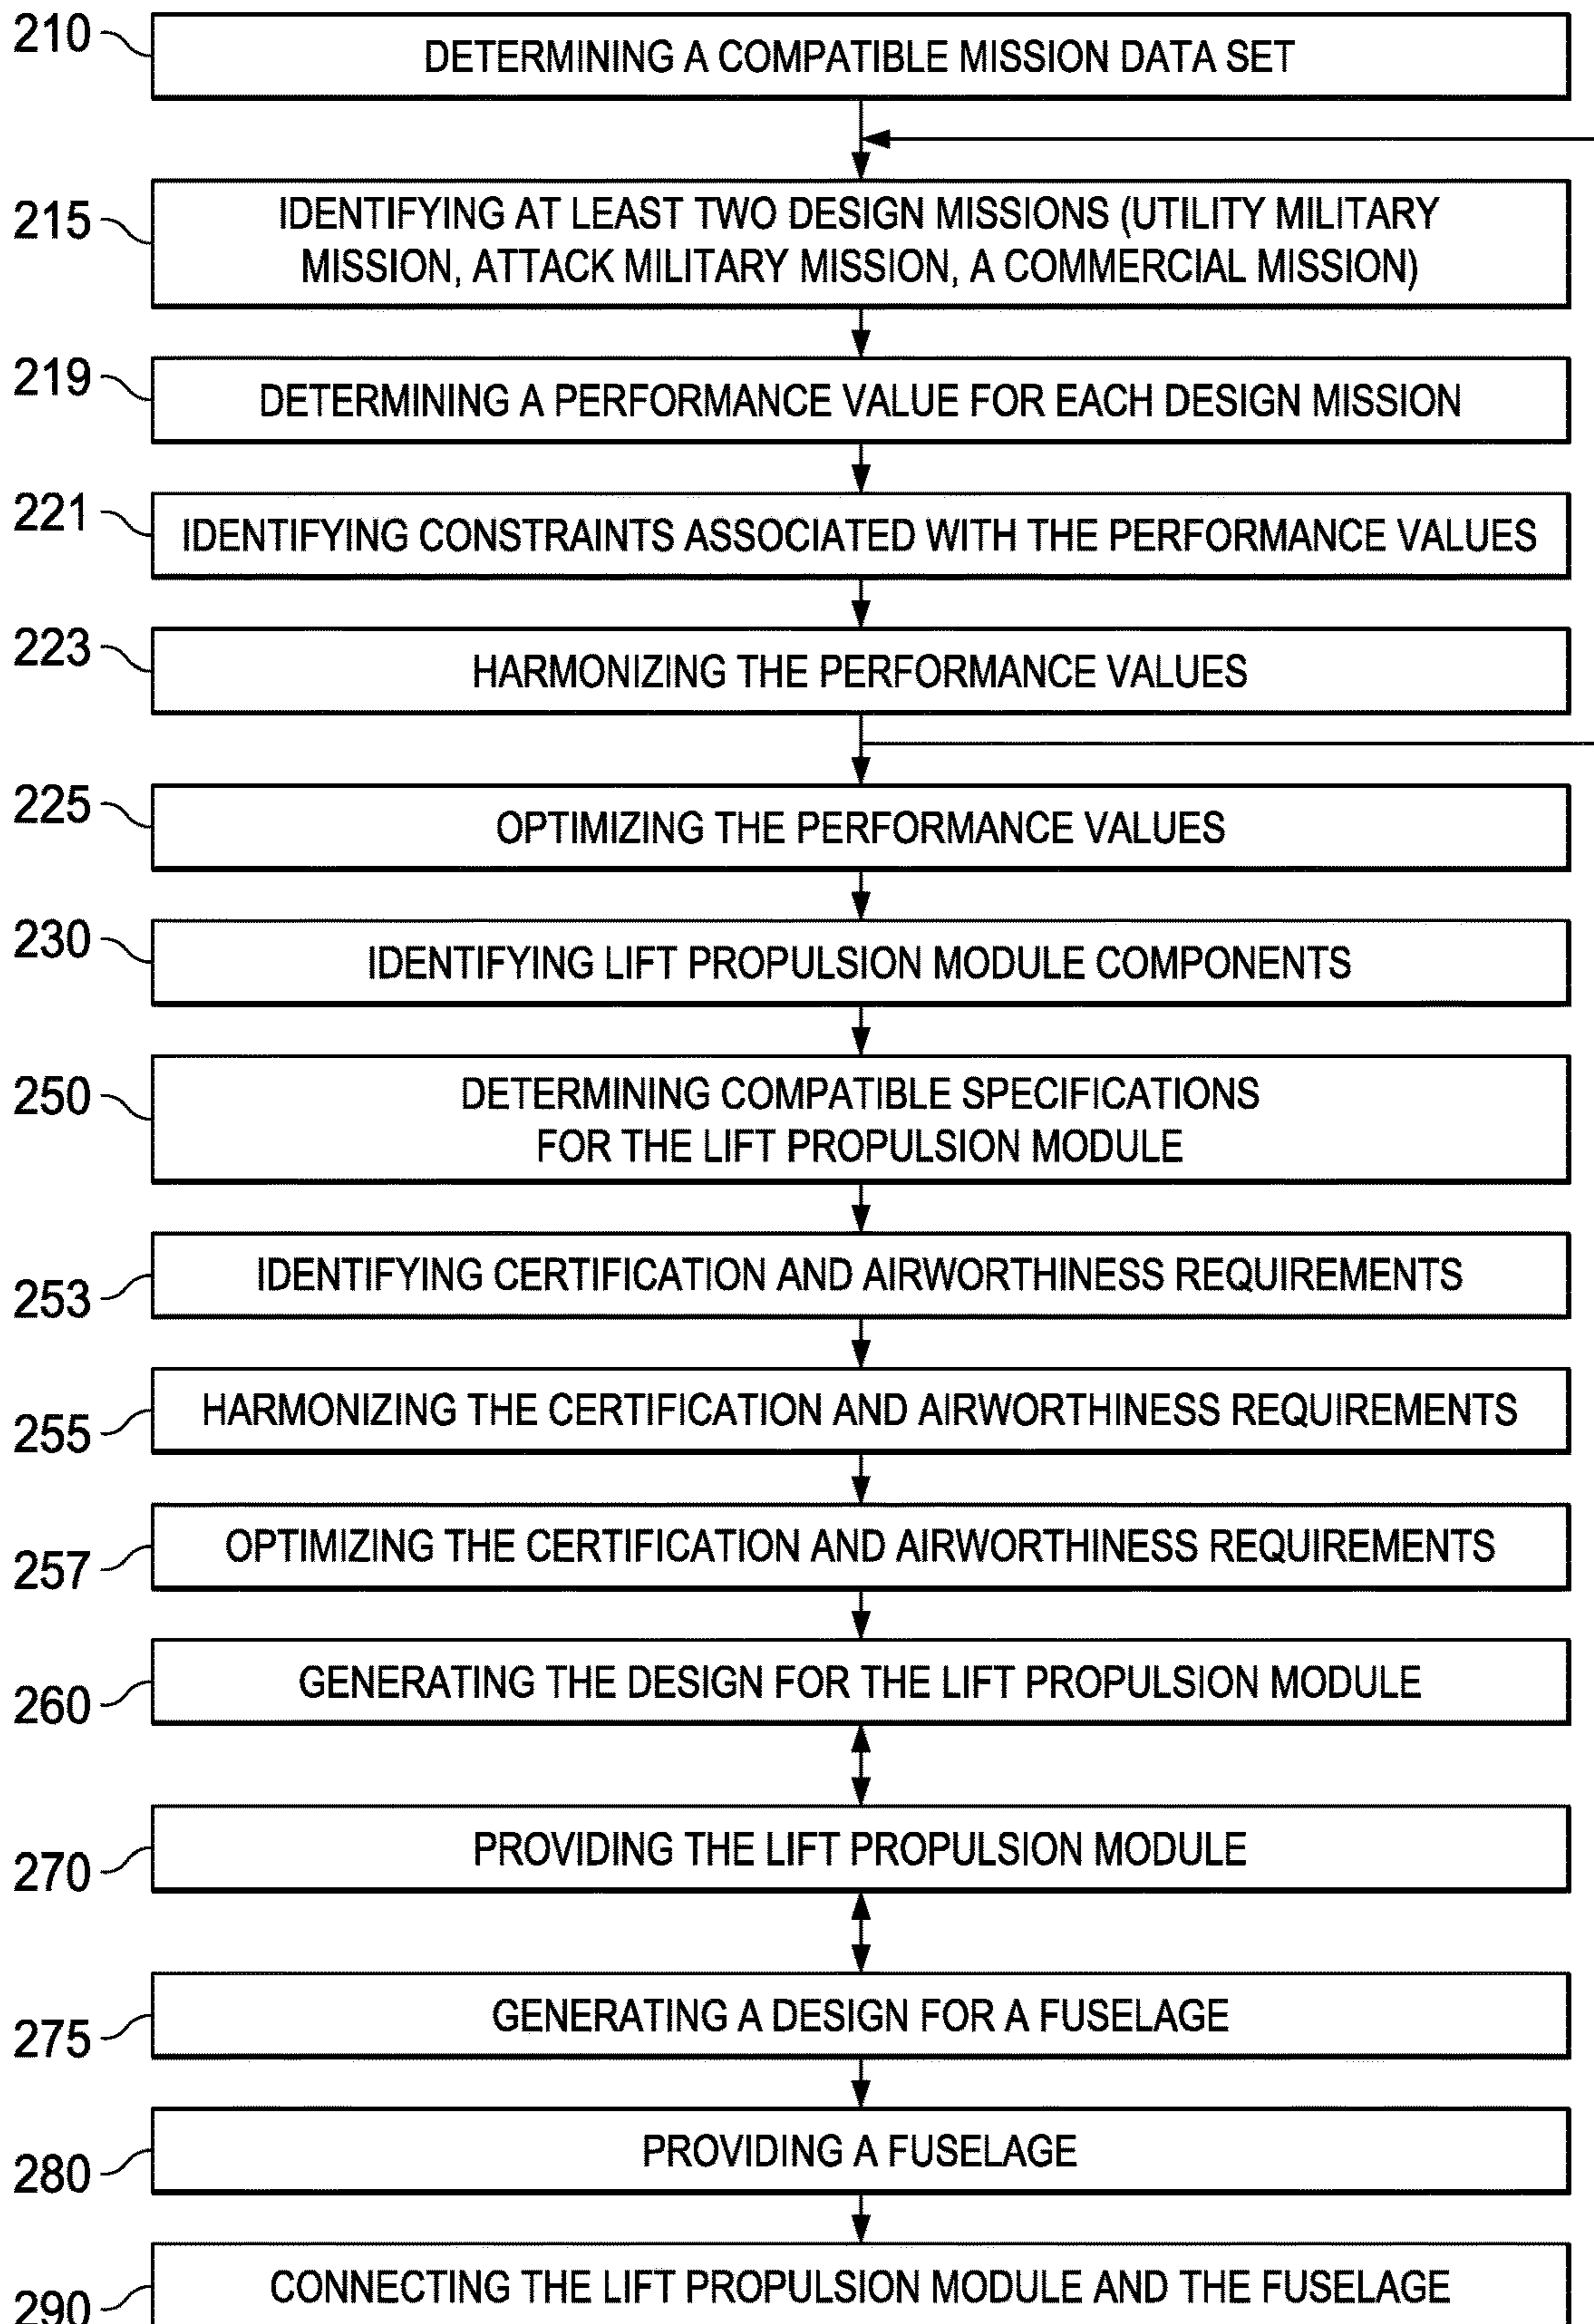 210
DETERMINING A COMPATIBLE MISSION DATA SET
215
IDENTIFYING AT LEAST TWO DESIGN MISSIONS (UTILITY MILITARY
MISSION, ATTACK MILITARY MISSION, A COMMERCIAL MISSION)
219
DETERMINING A PERFORMANCE VALUE FOR EACH DESIGN MISSION
221
IDENTIFYING CONSTRAINTS ASSOCIATED WITH THE PERFORMANCE VALUES
223
HARMONIZING THE PERFORMANCE VALUES
225
OPTIMIZING THE PERFORMANCE VALUES
230
IDENTIFYING LIFT PROPULSION MODULE COMPONENTS
250
DETERMINING COMPATIBLE SPECIFICATIONS
FOR THE LIFT PROPULSION MODULE
253
IDENTIFYING CERTIFICATION AND AIRWORTHINESS REQUIREMENTS
255
HARMONIZING THE CERTIFICATION AND AIRWORTHINESS REQUIREMENTS
257
OPTIMIZING THE CERTIFICATION AND AIRWORTHINESS REQUIREMENTS
260
GENERATING THE DESIGN FOR THE LIFT PROPULSION MODULE
270
PROVIDING THE LIFT PROPULSION MODULE
275
GENERATING A DESIGN FOR A FUSELAGE
280
PROVIDING A FUSELAGE
290
CONNECTING THE LIFT PROPULSION MODULE AND THE FUSELAGE